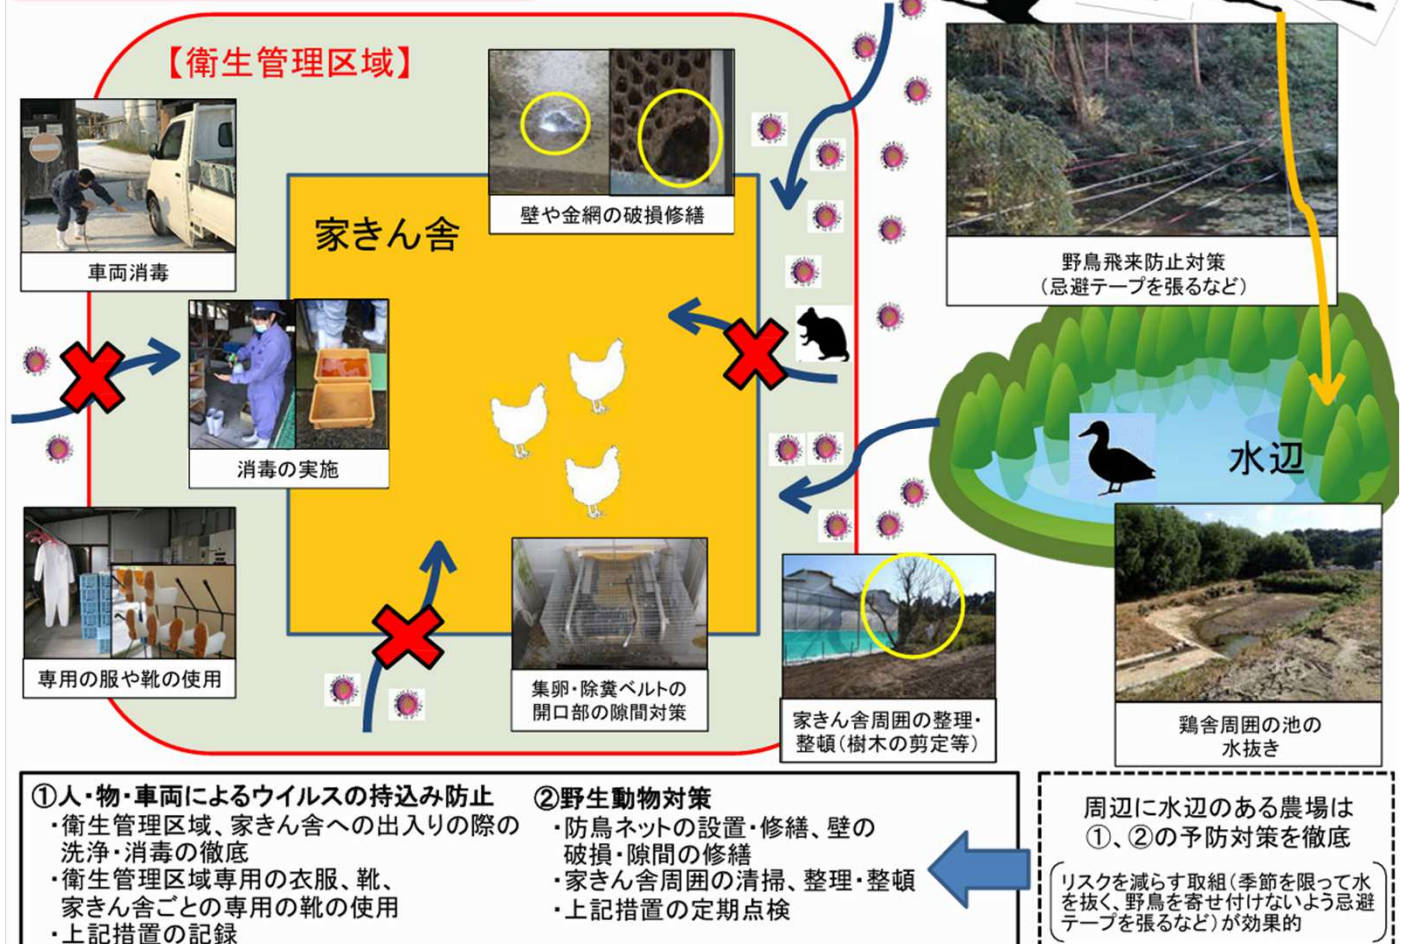 【衛生管理区域】
壁や金網の破損修繕
家きん舎
車両消毒
野鳥飛来防止対策
（忌避テープを張るなど）
消毒の実施
水辺
専用の服や靴の使用
集卵・除糞ベルトの
開口部の隙間対策
家きん舎周囲の整理・
整頓（樹木の剪定等）
鶏舎周囲の池の
水抜き
①人・物・車両によるウイルスの持込み防止
・衛生管理区域、家きん舎への出入りの際の
洗浄・消毒の徹底
・衛生管理区域専用の衣服、靴、
家きん舎ごとの専用の靴の使用
・上記措置の記録
②野生動物対策
・防鳥ネットの設置・修繕、壁の
破損・隙間の修繕
・家きん舎周囲の清掃、整理・整頓
・上記措置の定期点検
周辺に水辺のある農場は
①、②の予防対策を徹底
リスクを減らす取組（季節を限って水
を抜く、野鳥を寄せ付けないよう忌避
テープを張るなど）が効果的